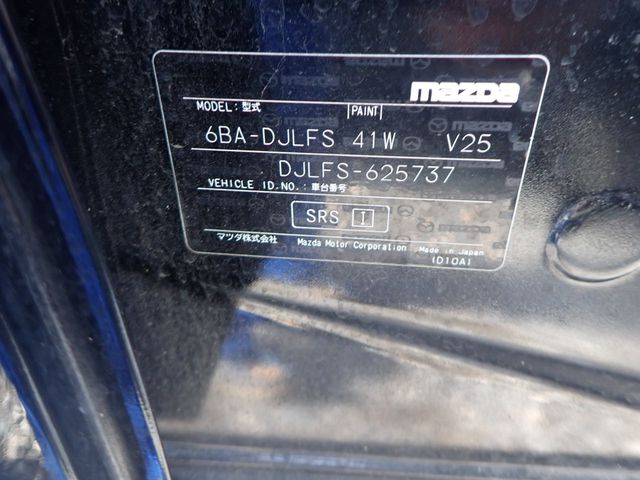 mazda
MODEL:型式 PAINT
6BA-DJLFS 41W V25
DJLFS-625737
VEHICLE ID.NO.:車台番号
SRS I
マツダ株式会社 Mazda Motor Corporation Made in Japan
(D10A)